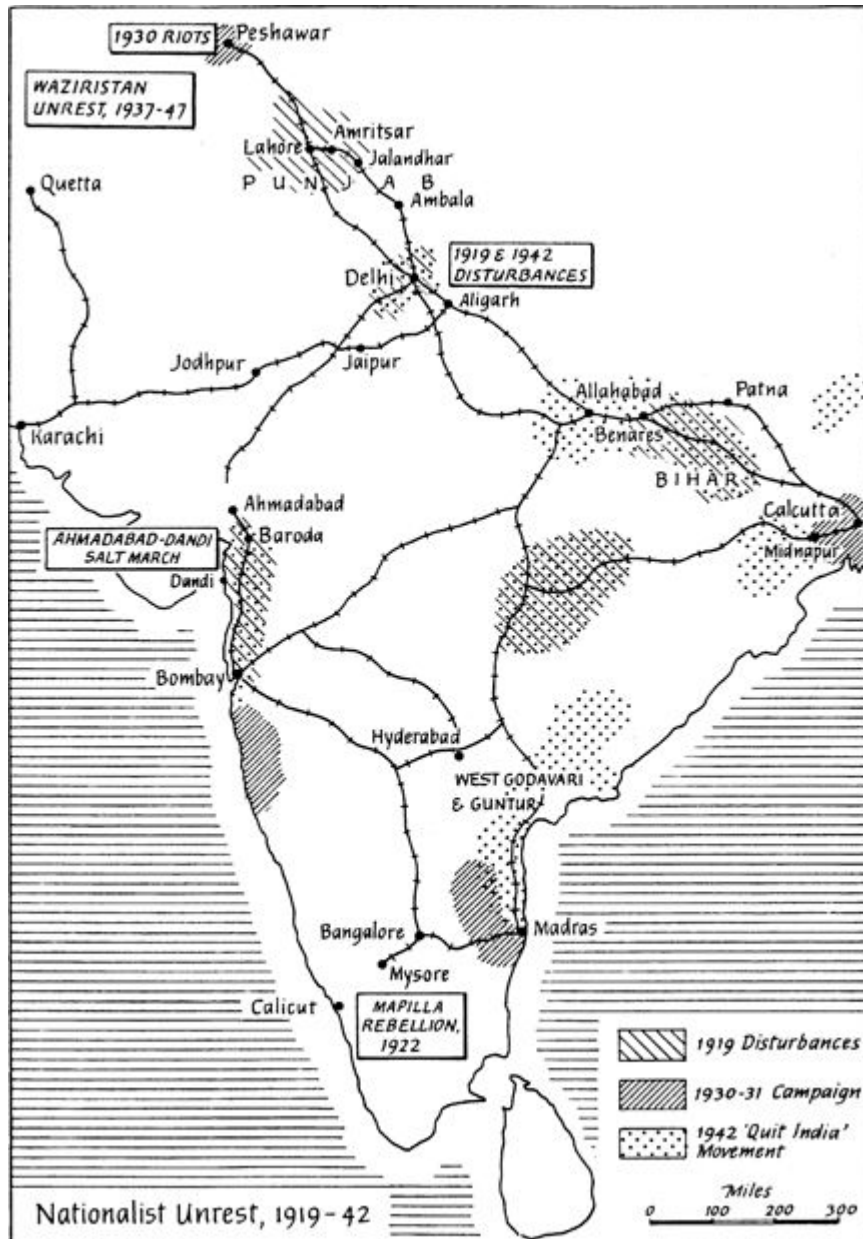 1930 RIOTS
Peshawar
WAZIRISTAN
UNREST, 1937-47
Amritsar
Lahore
Jalandhar
PUNJAB
Quetta
Ambala
1919 & 1942
DISTURBANCES
Delhi
Aligarh
Jodhpur
Jaipur
Allahabad
Patna
Karachi
Benares
BIHAR
Ahmadabad
Calcutta
AHMADABAD-DANDI
SALT MARCH
Baroda
Midnapur
Dandi
Bombay
Hyderabad
WEST GODAVARI
& GUNTUR
Bangalore
Madras
Mysore
Calicut
MAPILLA
REBELLION,
1922
1919 Disturbances
1930-31 Campaign
1942 'Quit India'
Movement
Miles
0 100 200 300
Nationalist Unrest, 1919-42